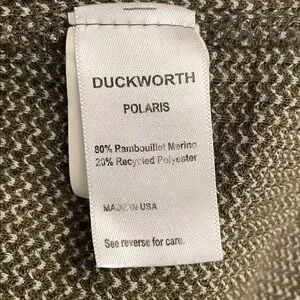 DUCKWORTH
POLARIS
80% Rambouillet Merino
20% Recycled Polyester
MADE IN USA
See reverse for care.